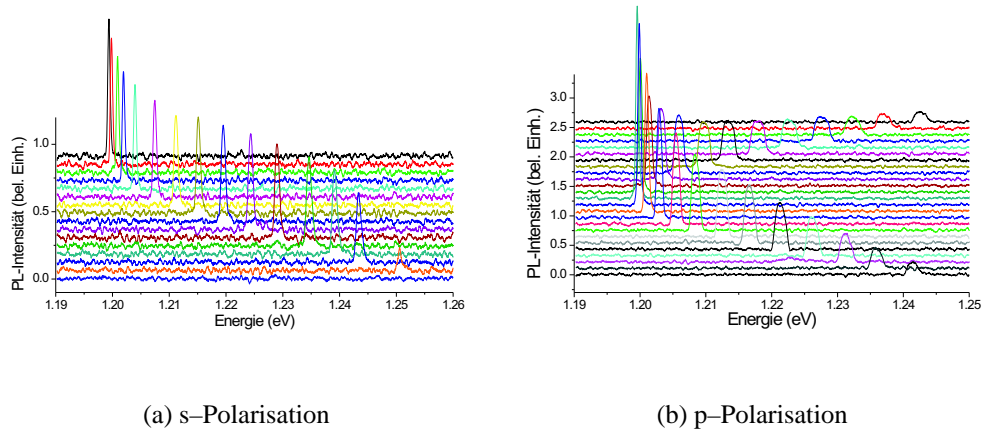 1.0
0.5
0.0
PL-Intensität (bel. Einh.)
1.19 1.20 1.21 1.22 1.23 1.24 1.25 1.26
Energie (eV)
3.0
2.5
2.0
1.5
1.0
0.5
0.0
PL-Intensität (bel. Einh.)
1.19 1.20 1.21 1.22 1.23 1.24 1.25
Energie (eV)
(a) s–Polarisation
(b) p–Polarisation